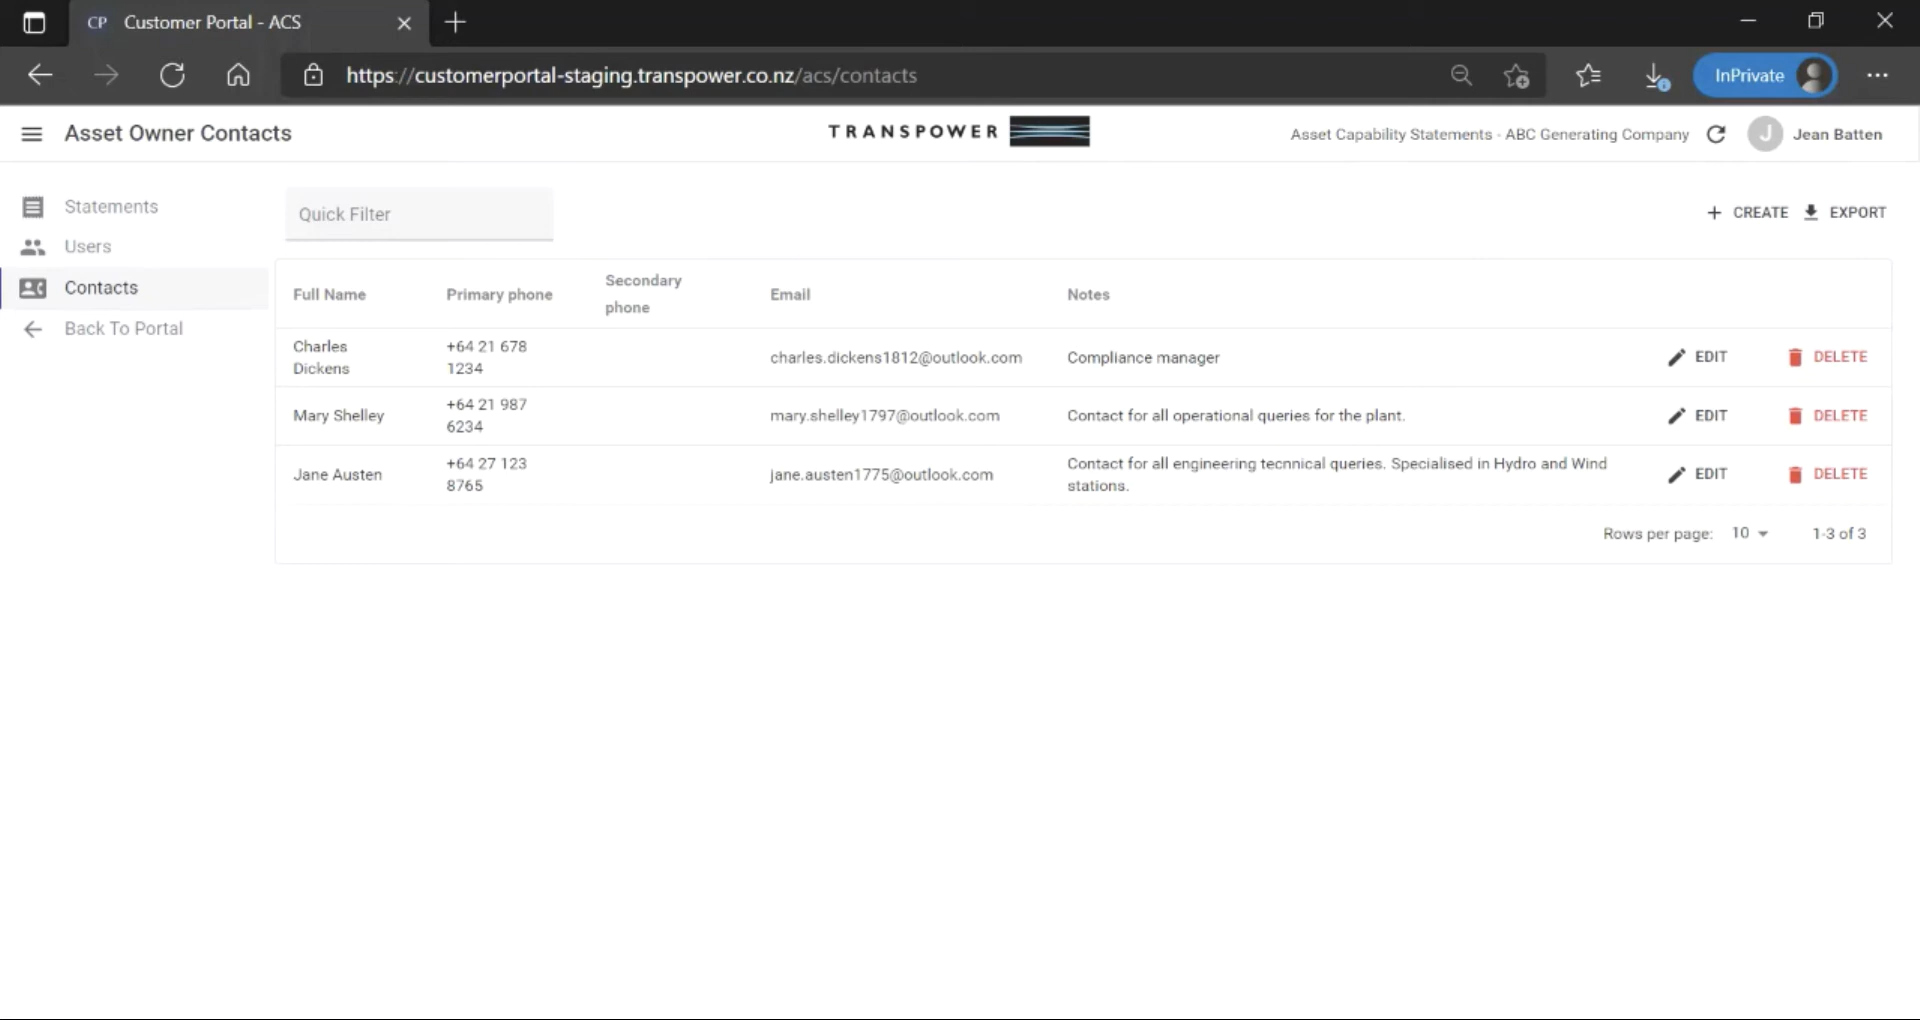 CP Customer Portal - ACS
https://customerportal-staging.transpower.co.nz/acs/contacts
InPrivate
Asset Owner Contacts
TRANSPOWER
Asset Capability Statements - ABC Generating Company
J
Jean Batten
Statements
Users
Contacts
Back To Portal
Quick Filter
CREATE
EXPORT
Full Name
Primary phone
Secondary
phone
Email
Notes
Charles
Dickens
+64 21 678
1234
charles.dickens1812@outlook.com
Compliance manager
EDIT
DELETE
Mary Shelley
+64 21 987
6234
mary.shelley1797@outlook.com
Contact for all operational queries for the plant.
EDIT
DELETE
Jane Austen
+64 27 123
8765
jane.austen1775@outlook.com
Contact for all engineering tecnnical queries. Specialised in Hydro and Wind
stations.
EDIT
DELETE
Rows per page: 10
1-3 of 3